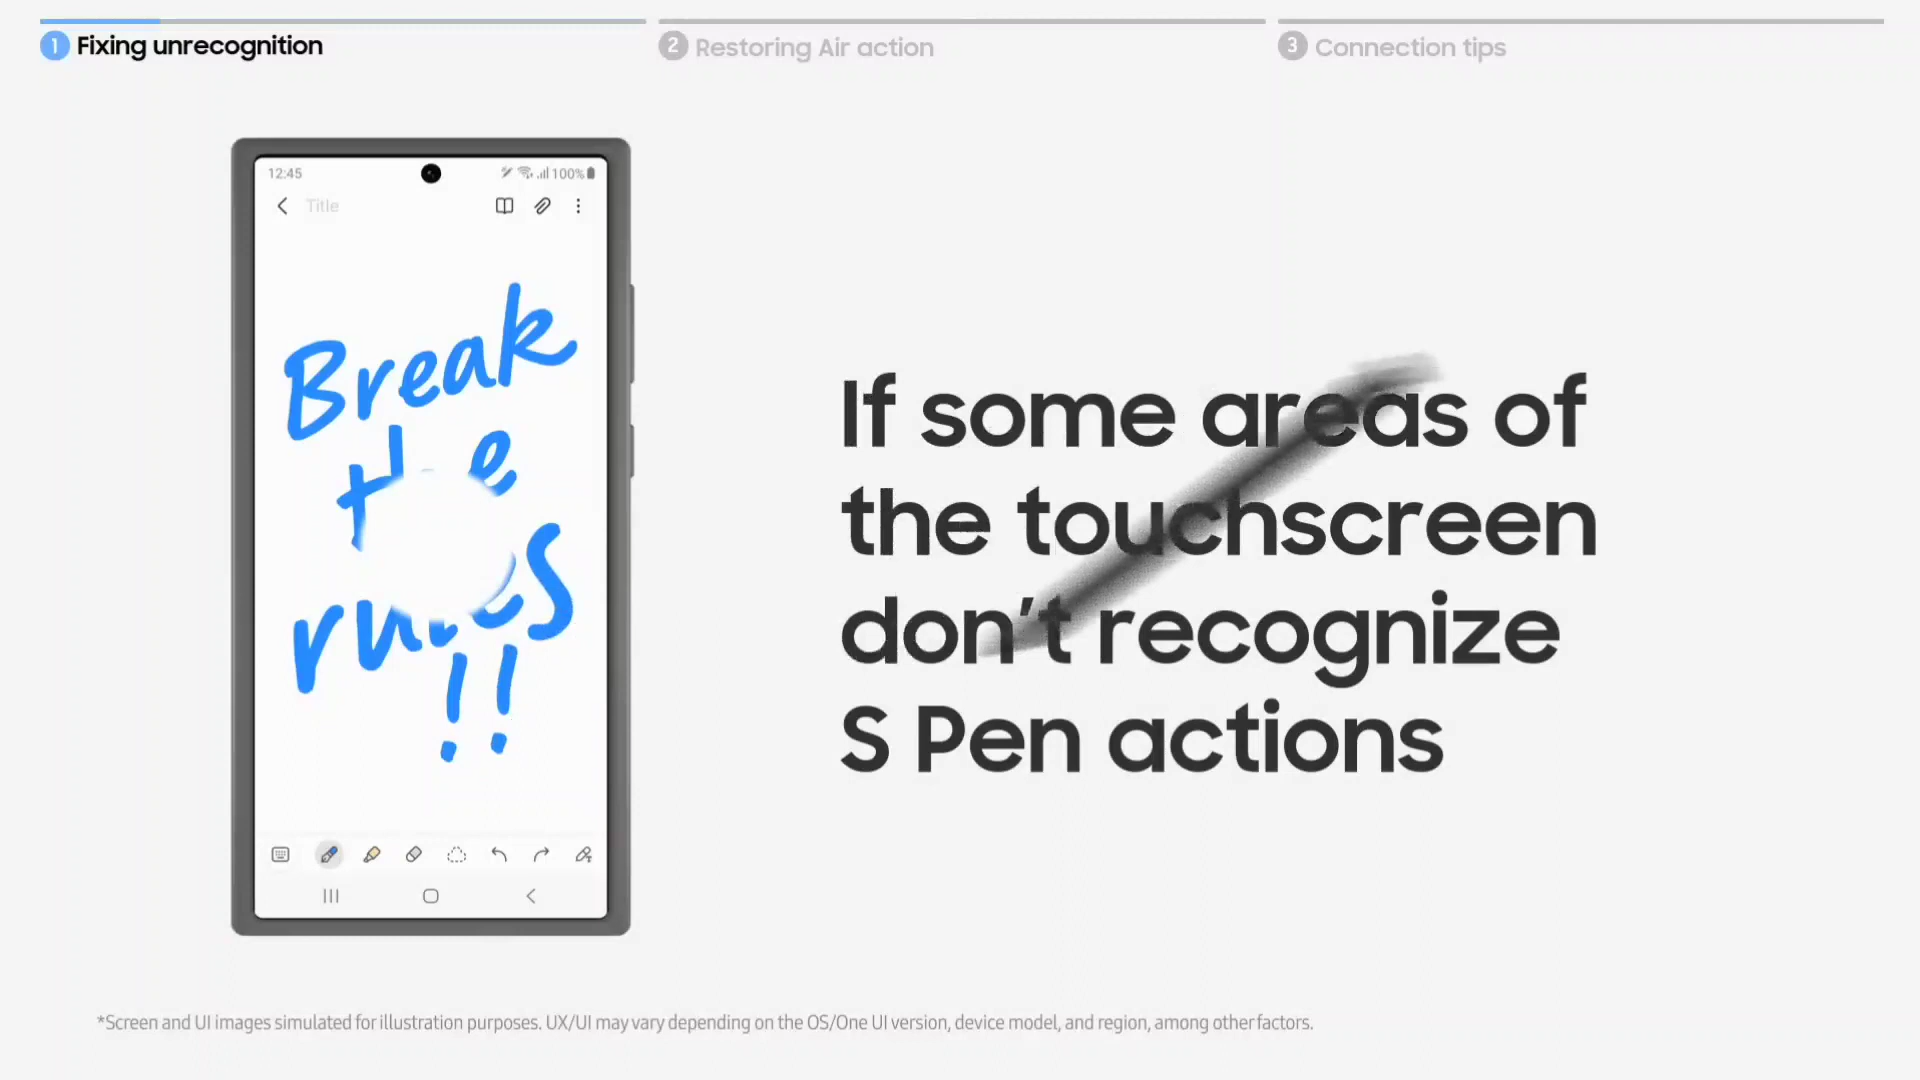 1 Fixing unrecognition
2 Restoring Air action
3 Connection tips
12:45
100%
Title
Break
the
rules
!!
If some areas of
the touchscreen
don't recognize
S Pen actions
*Screen and UI images simulated for illustration purposes. UX/UI may vary depending on the OS/One UI version, device model, and region, among other factors.